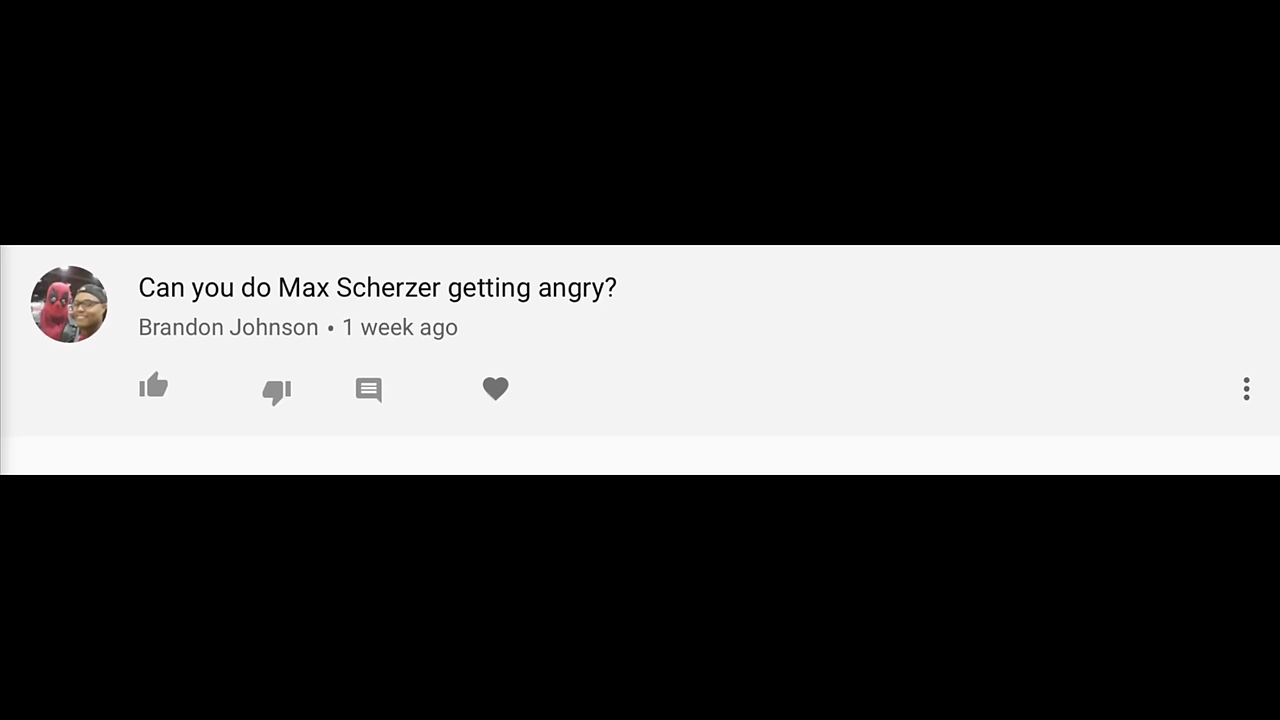 Can you do Max Scherzer getting angry?
Brandon Johnson • 1 week ago